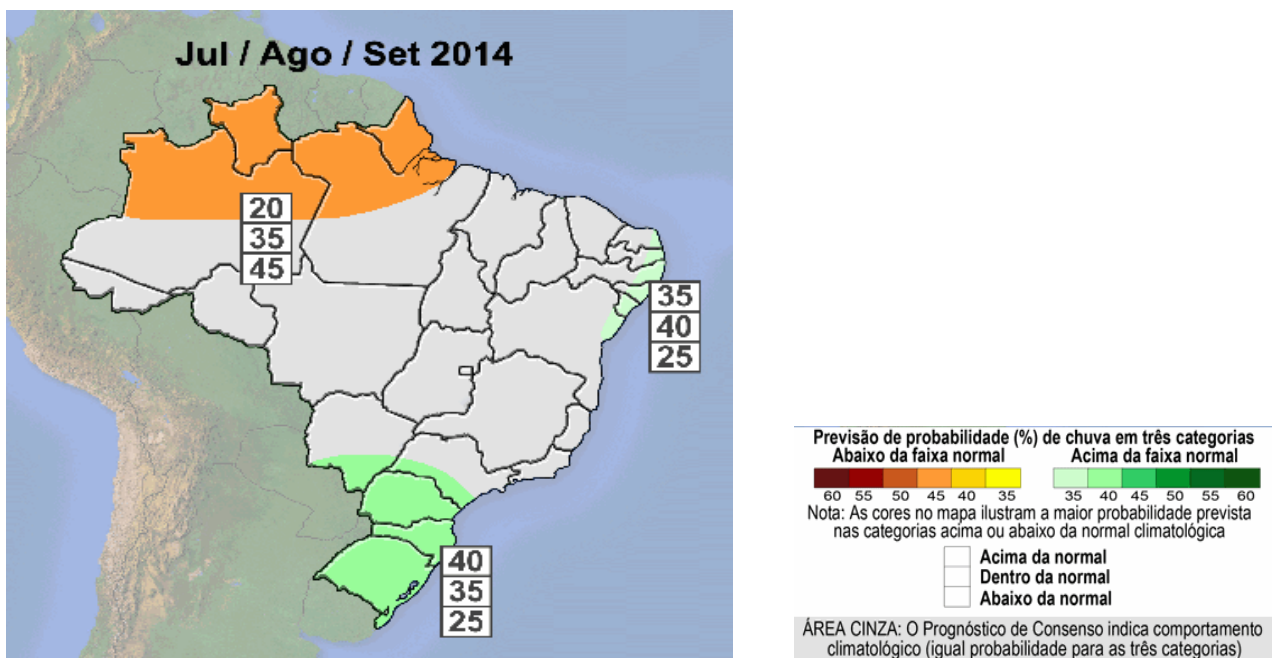 Jul / Ago / Set 2014
20
35
45
35
40
25
40
35
25
Previsão de probabilidade (%) de chuva em três categorias
Abaixo da faixa normal Acima da faixa normal
60 55 50 45 40 35 35 40 45 50 55 60
Nota: As cores no mapa ilustram a maior probabilidade prevista
nas categorias acima ou abaixo da normal climatológica
Acima da normal
Dentro da normal
Abaixo da normal
ÁREA CINZA: O Prognóstico de Consenso indica comportamento
climatológico (igual probabilidade para as três categorias)